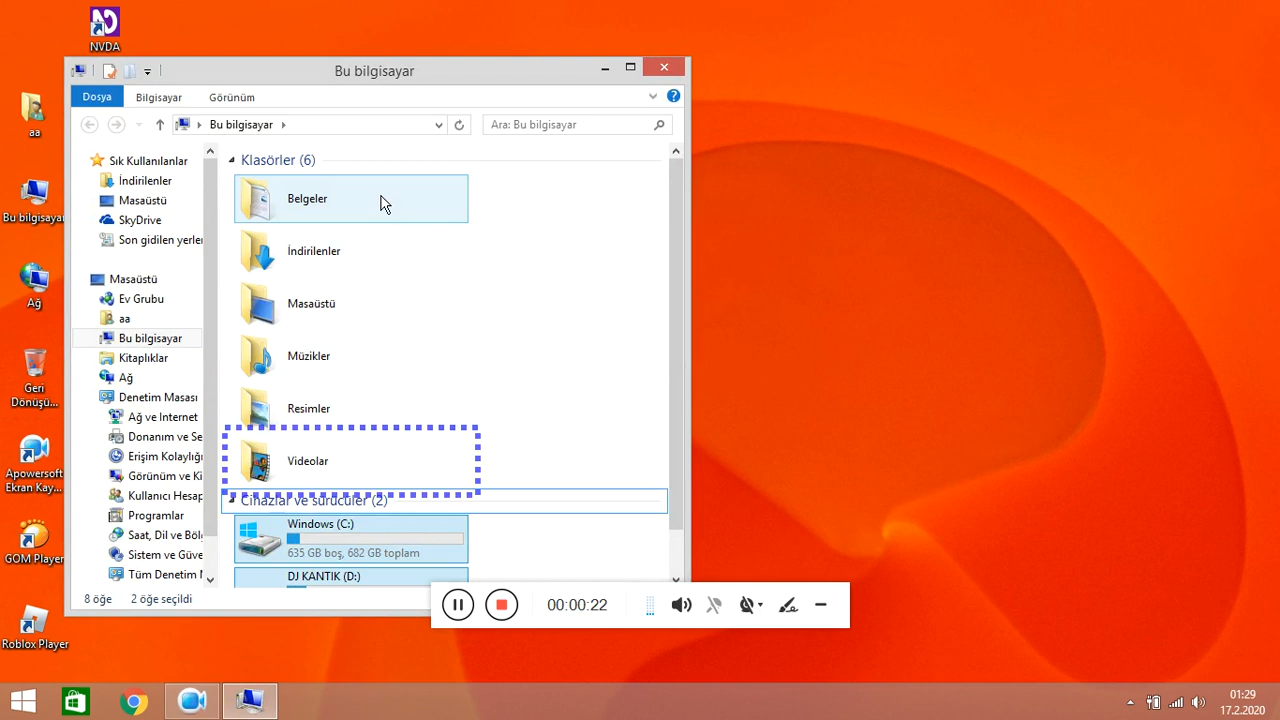 NVDA
aa
Bu bilgisayar
Ağ
Geri
Dönüşü...
Apowersoft
Ekran Kay...
GOM Player
Roblox Player
Bu bilgisayar
Dosya
Bilgisayar
Görünüm
Bu bilgisayar
Ara: Bu bilgisayar
Sık Kullanılanlar
İndirilenler
Masaüstü
SkyDrive
Son gidilen yerler
Masaüstü
Ev Grubu
aa
Bu bilgisayar
Kitaplıklar
Ağ
Denetim Masası
Ağ ve Internet
Donanım ve Se
Erişim Kolaylığı
Görünüm ve Ki
Kullanıcı Hesap
Programlar
Saat, Dil ve Böl
Sistem ve Güve
Tüm Denetim M
Klasörler (6)
Belgeler
İndirilenler
Masaüstü
Müzikler
Resimler
Videolar
Cihazlar ve sürücüler (2)
Windows (C:)
635 GB boş, 682 GB toplam
DJ KANTIK (D:)
8 öğe
2 öğe seçildi
00:00:22
01:29
17.2.2020